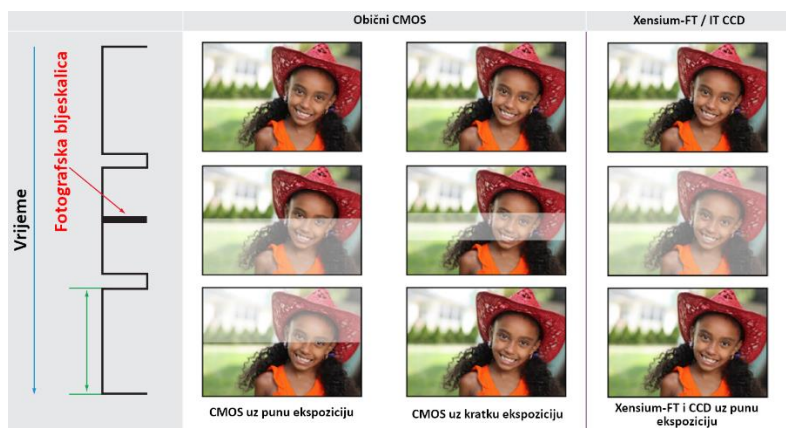 Obični CMOS
Xensium-FT / IT CCD
Vrijeme
Fotografska bljeskalica
CMOS uz punu ekspoziciju
CMOS uz kratku ekspoziciju
Xensium-FT i CCD uz punu
ekspoziciju